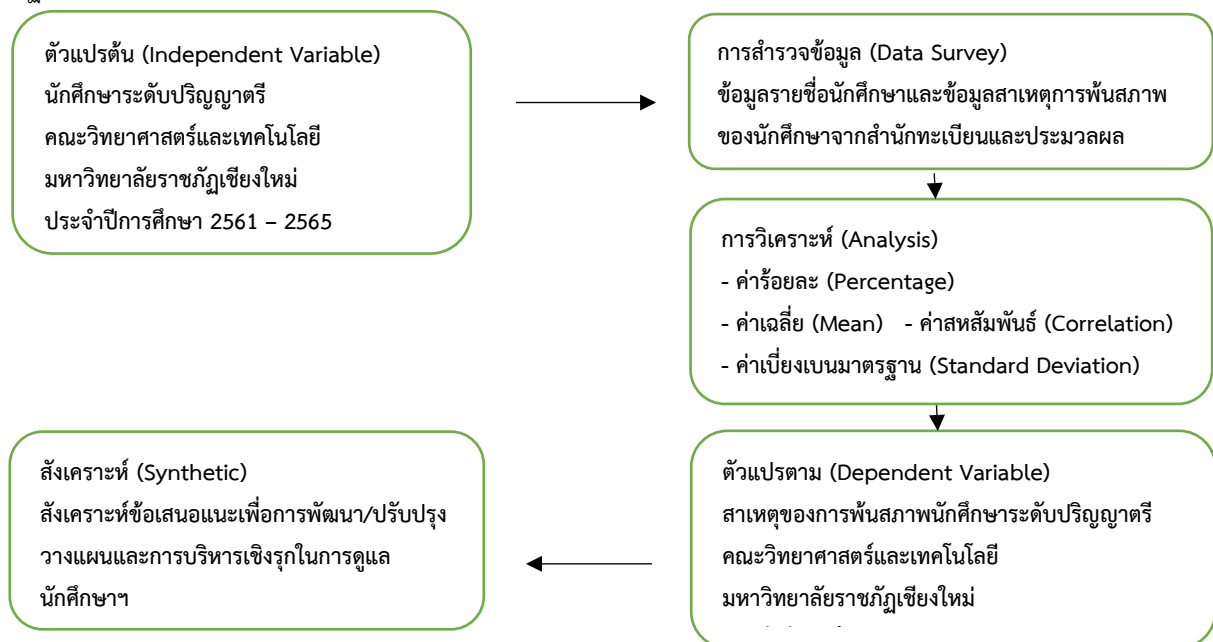 ตัวแปรต้น (Independent Variable)
นักศึกษาระดับปริญญาตรี
คณะวิทยาศาสตร์และเทคโนโลยี
มหาวิทยาลัยราชภัฏเชียงใหม่
ประจำปีการศึกษา 2561 – 2565
การสำรวจข้อมูล (Data Survey)
ข้อมูลรายชื่อนักศึกษาและข้อมูลสาเหตุการพ้นสภาพ
ของนักศึกษาจากสำนักทะเบียนและประมวลผล
การวิเคราะห์ (Analysis)
- ค่าร้อยละ (Percentage)
- ค่าเฉลี่ย (Mean) - ค่าสหสัมพันธ์ (Correlation)
- ค่าเบี่ยงเบนมาตรฐาน (Standard Deviation)
ตัวแปรตาม (Dependent Variable)
สาเหตุของการพ้นสภาพนักศึกษาระดับปริญญาตรี
คณะวิทยาศาสตร์และเทคโนโลยี
มหาวิทยาลัยราชภัฏเชียงใหม่
สังเคราะห์ (Synthetic)
สังเคราะห์ข้อเสนอแนะเพื่อการพัฒนา/ปรับปรุง
วางแผนและการบริหารเชิงรุกในการดูแล
นักศึกษาฯ